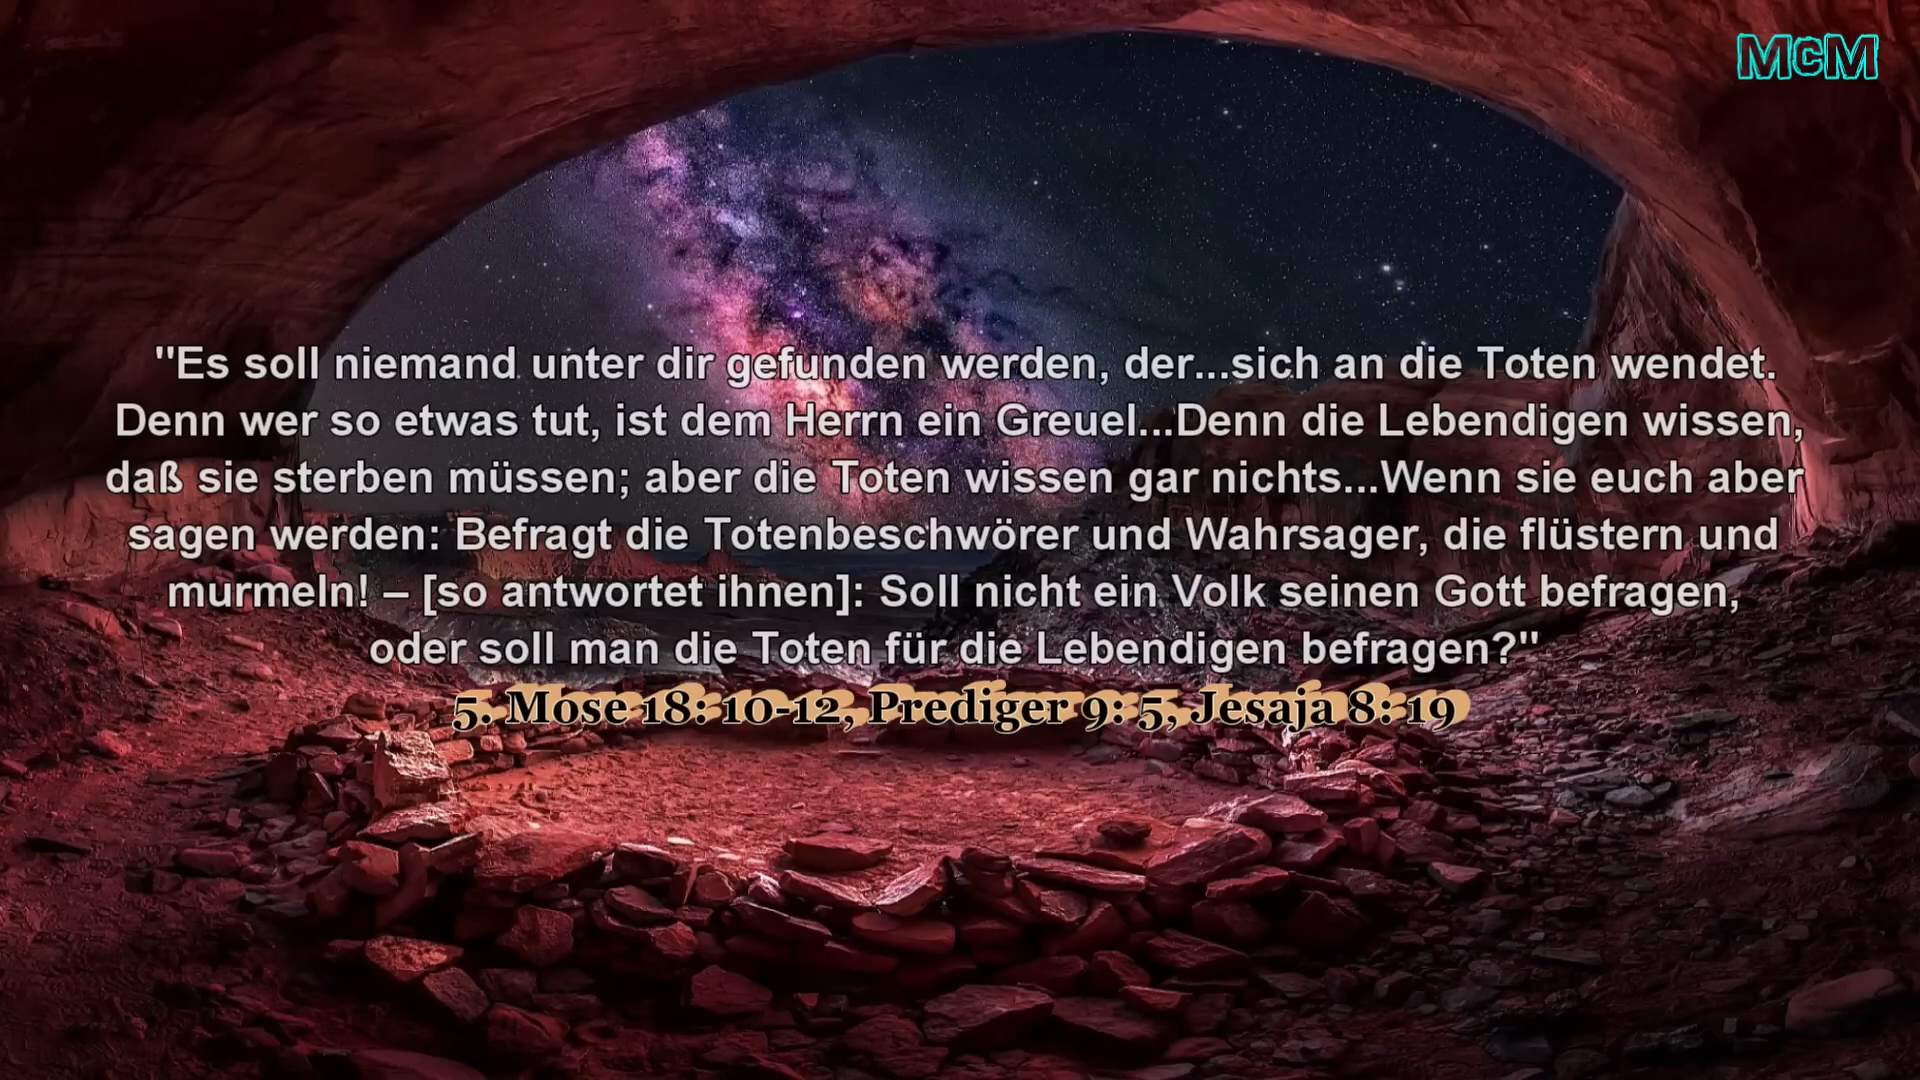 McM
"Es soll niemand unter dir gefunden werden, der...sich an die Toten wendet.
Denn wer so etwas tut, ist dem Herrn ein Greuel...Denn die Lebendigen wissen,
daß sie sterben müssen; aber die Toten wissen gar nichts...Wenn sie euch aber
sagen werden: Befragt die Totenbeschwörer und Wahrsager, die flüstern und
murmeln! – [so antwortet ihnen]: Soll nicht ein Volk seinen Gott befragen,
oder soll man die Toten für die Lebendigen befragen?"
5. Mose 18: 10-12, Prediger 9: 5, Jesaja 8: 19